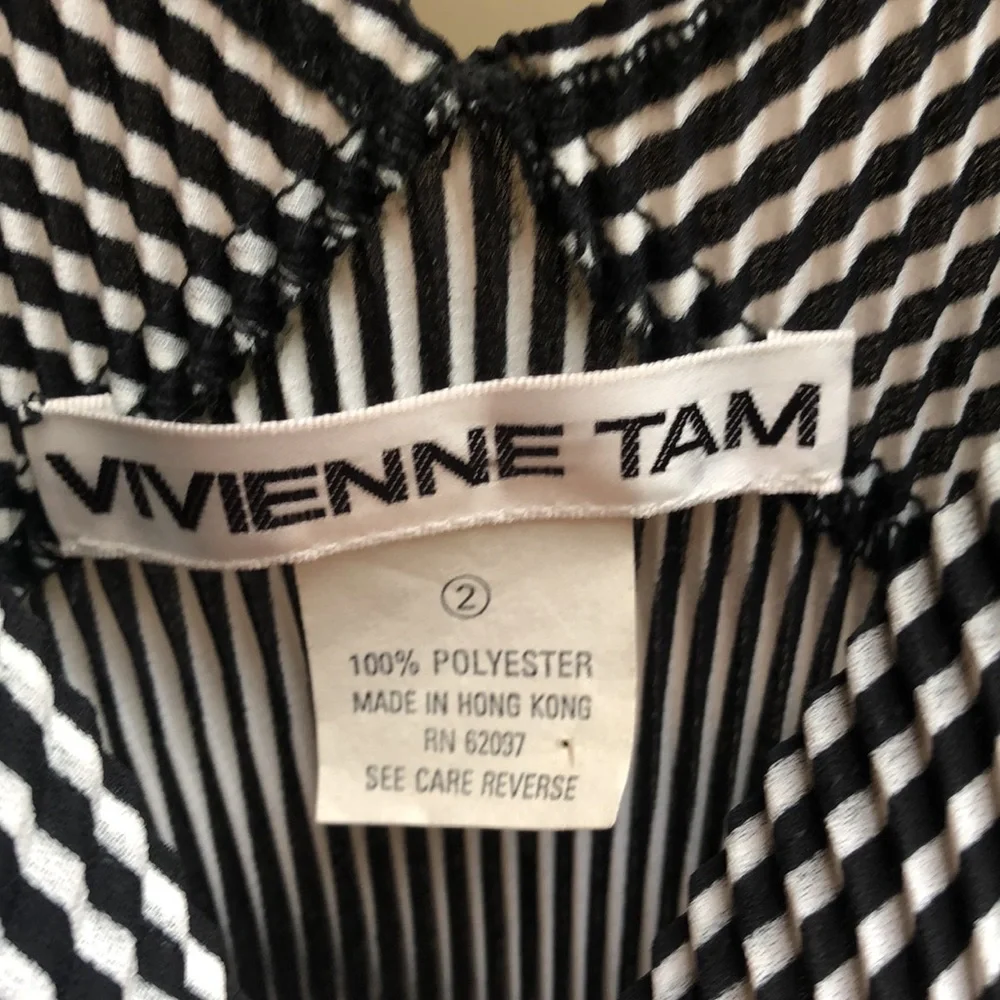 VIVIENNE TAM
②
100% POLYESTER
MADE IN HONG KONG
RN 62097
SEE CARE REVERSE